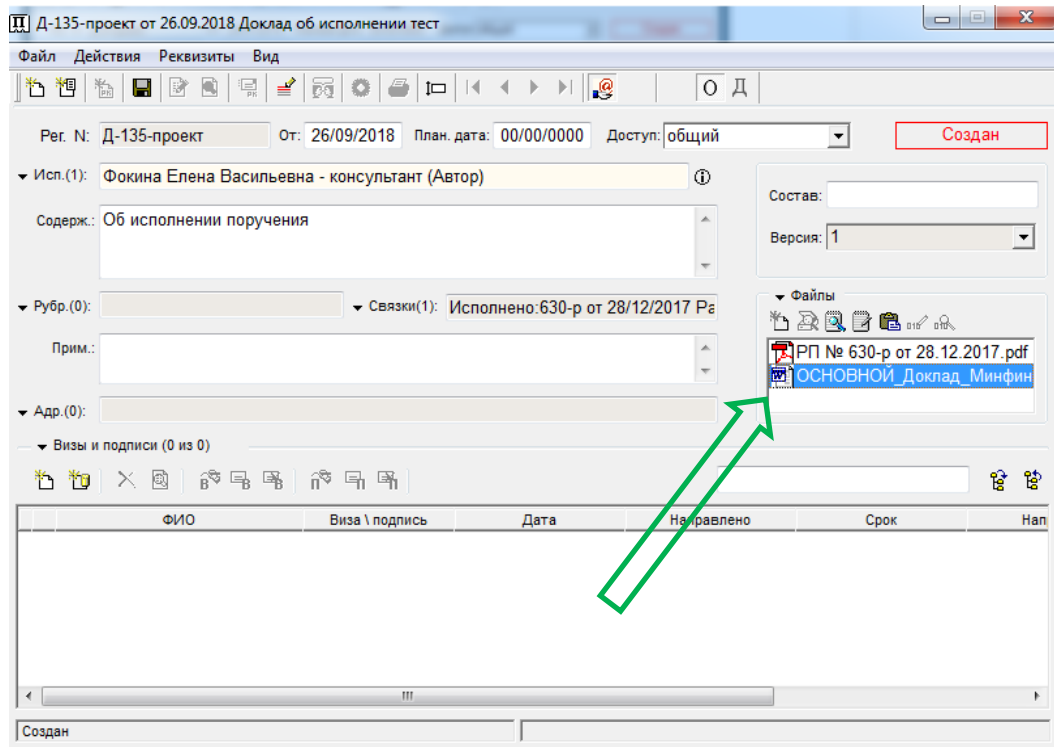 Д-135-проект от 26.09.2018 Доклад об исполнении тест
Файл Действия Реквизиты Вид
О Д
Рег. N: Д-135-проект От: 26/09/2018 План. дата: 00/00/0000 Доступ: общий Создан
Исп.(1): Фокина Елена Васильевна - консультант (Автор)
Состав:
Содерж.: Об исполнении поручения
Версия: 1
Файлы
Рубр.(0): Связки(1): Исполнено:630-р от 28/12/2017 Ра
Прим.:
РП № 630-р от 28.12.2017.pdf
ОСНОВНОЙ_Доклад_Минфин
Адр.(0):
Визы и подписи (0 из 0)
ФИО Виза \ подпись Дата Направлено Срок Нап
Создан